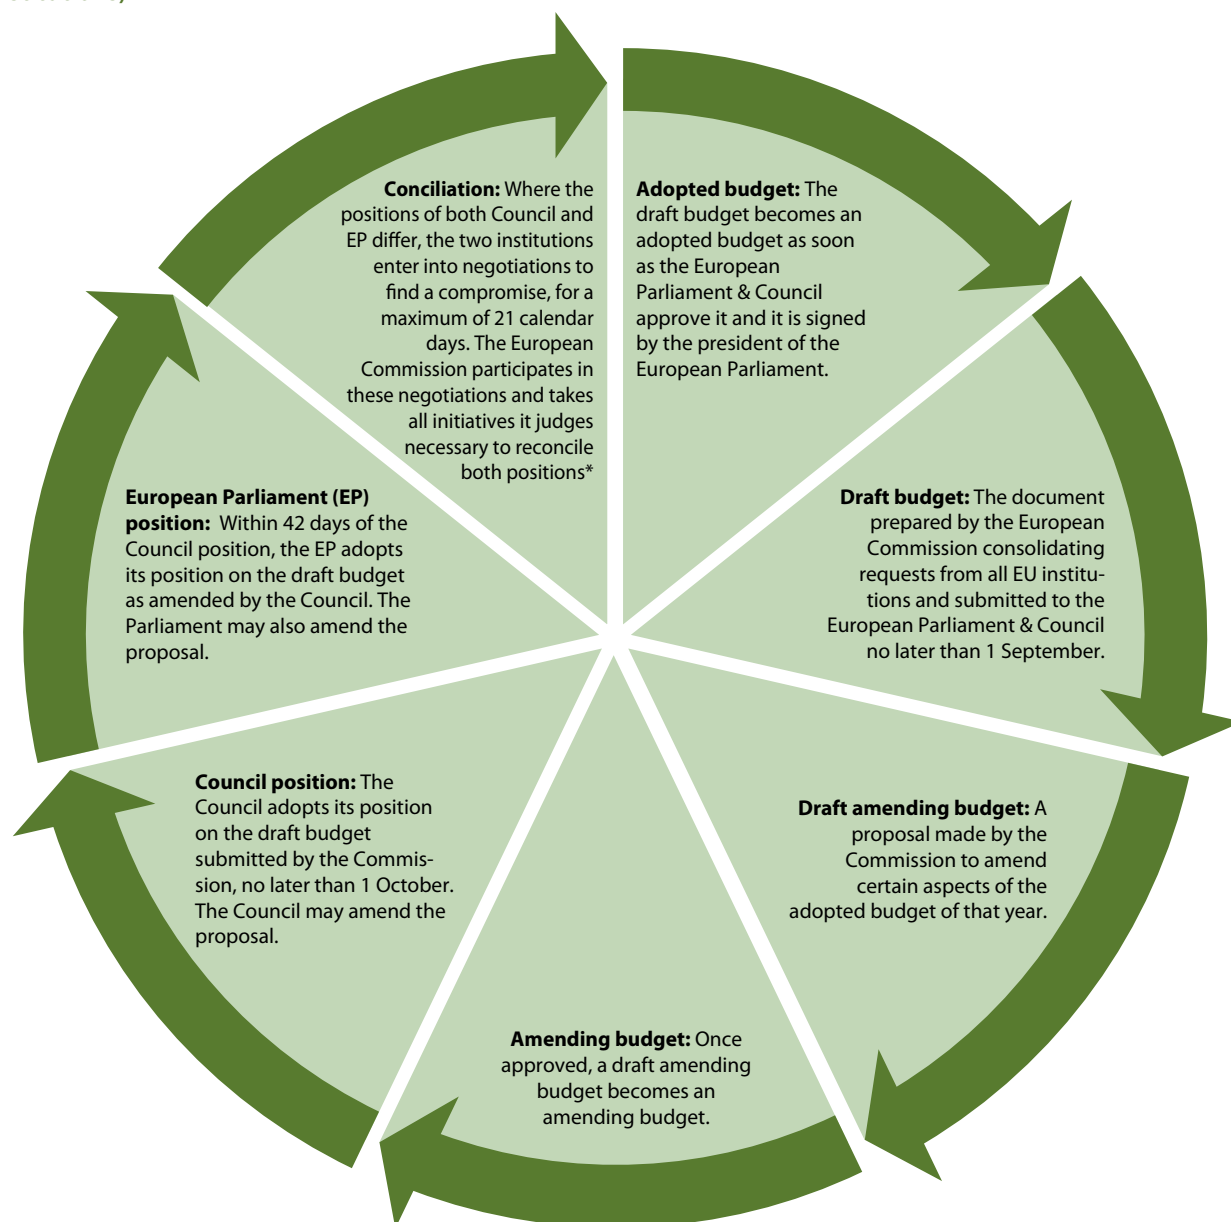 Conciliation: Where the
positions of both Council and
EP differ, the two institutions
enter into negotiations to
find a compromise, for a
maximum of 21 calendar
days. The European
Commission participates in
these negotiations and takes
all initiatives it judges
necessary to reconcile
both positions*
Adopted budget: The
draft budget becomes an
adopted budget as soon
as the European
Parliament & Council
approve it and it is signed
by the president of the
European Parliament.
European Parliament (EP)
position: Within 42 days of the
Council position, the EP adopts
its position on the draft budget
as amended by the Council. The
Parliament may also amend the
proposal.
Draft budget: The document
prepared by the European
Commission consolidating
requests from all EU institu-
tions and submitted to the
European Parliament & Council
no later than 1 September.
Council position: The
Council adopts its position
on the draft budget
submitted by the Commis-
sion, no later than 1 October.
The Council may amend the
proposal.
Draft amending budget: A
proposal made by the
Commission to amend
certain aspects of the
adopted budget of that year.
Amending budget: Once
approved, a draft amending
budget becomes an
amending budget.